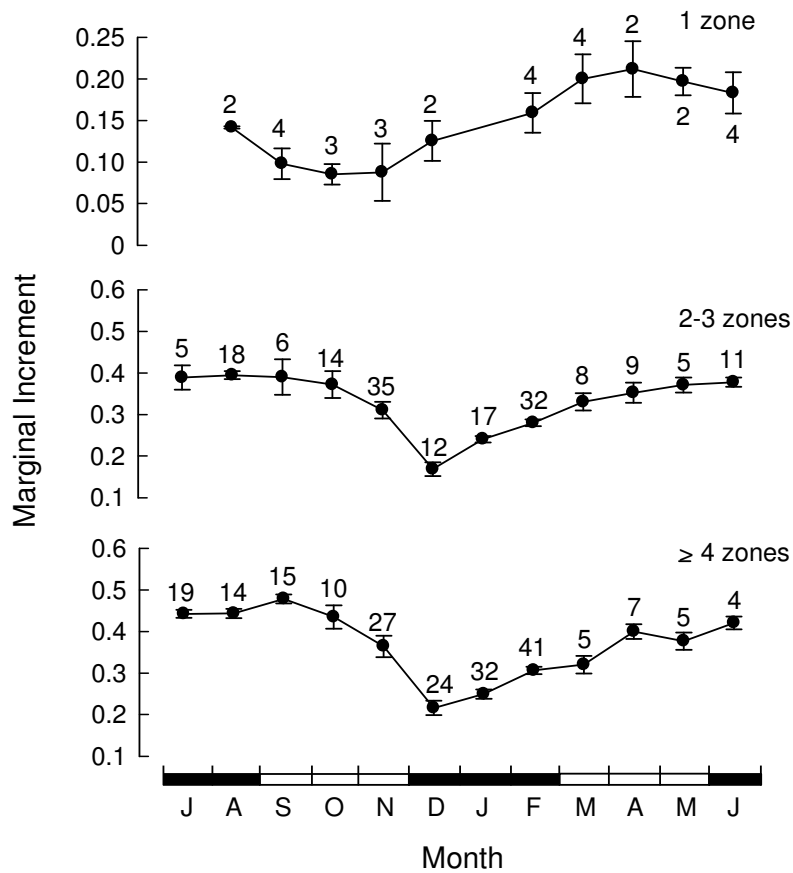 1 zone
0.25
0.20
0.15
0.10
0.05
0
2 4 3 3 2 4 4 2 2 4
2-3 zones
0.6
0.5
0.4
0.3
0.2
0.1
5 18 6 14 35 12 17 32 8 9 5 11
≥ 4 zones
0.6
0.5
0.4
0.3
0.2
0.1
19 14 15 10 27 24 32 41 5 7 5 4
Marginal Increment
J A S O N D J F M A M J
Month